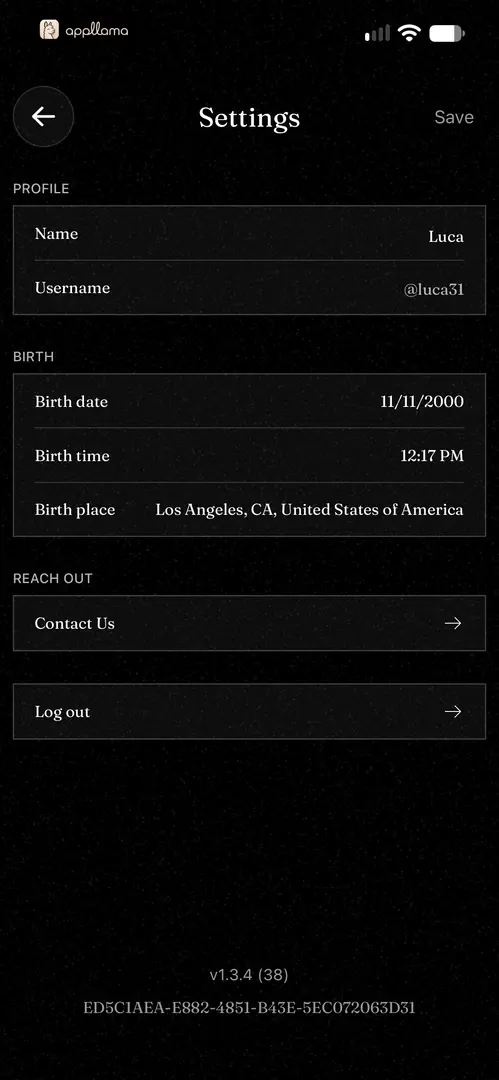 appllama
Settings
Save
PROFILE
Name Luca
Username @luca31
BIRTH
Birth date 11/11/2000
Birth time 12:17 PM
Birth place Los Angeles, CA, United States of America
REACH OUT
Contact Us
Log out
v1.3.4 (38)
ED5C1AEA-E882-4851-B43E-5EC072063D31